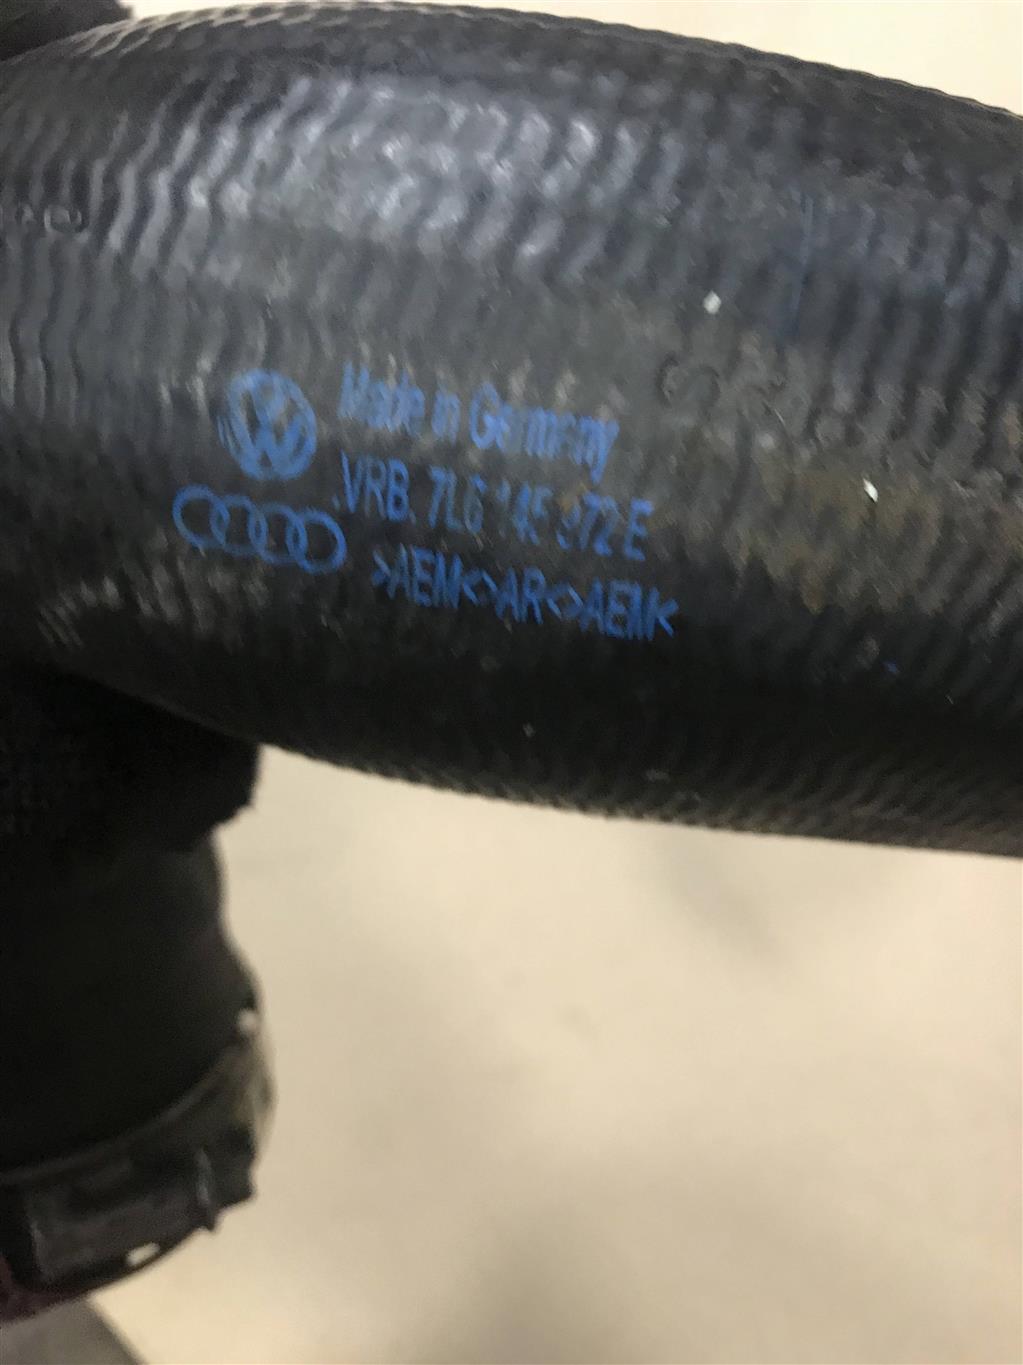 Made in Germany
VRB. 7L6 145 972 E
>AEM<>AR<>AEM<